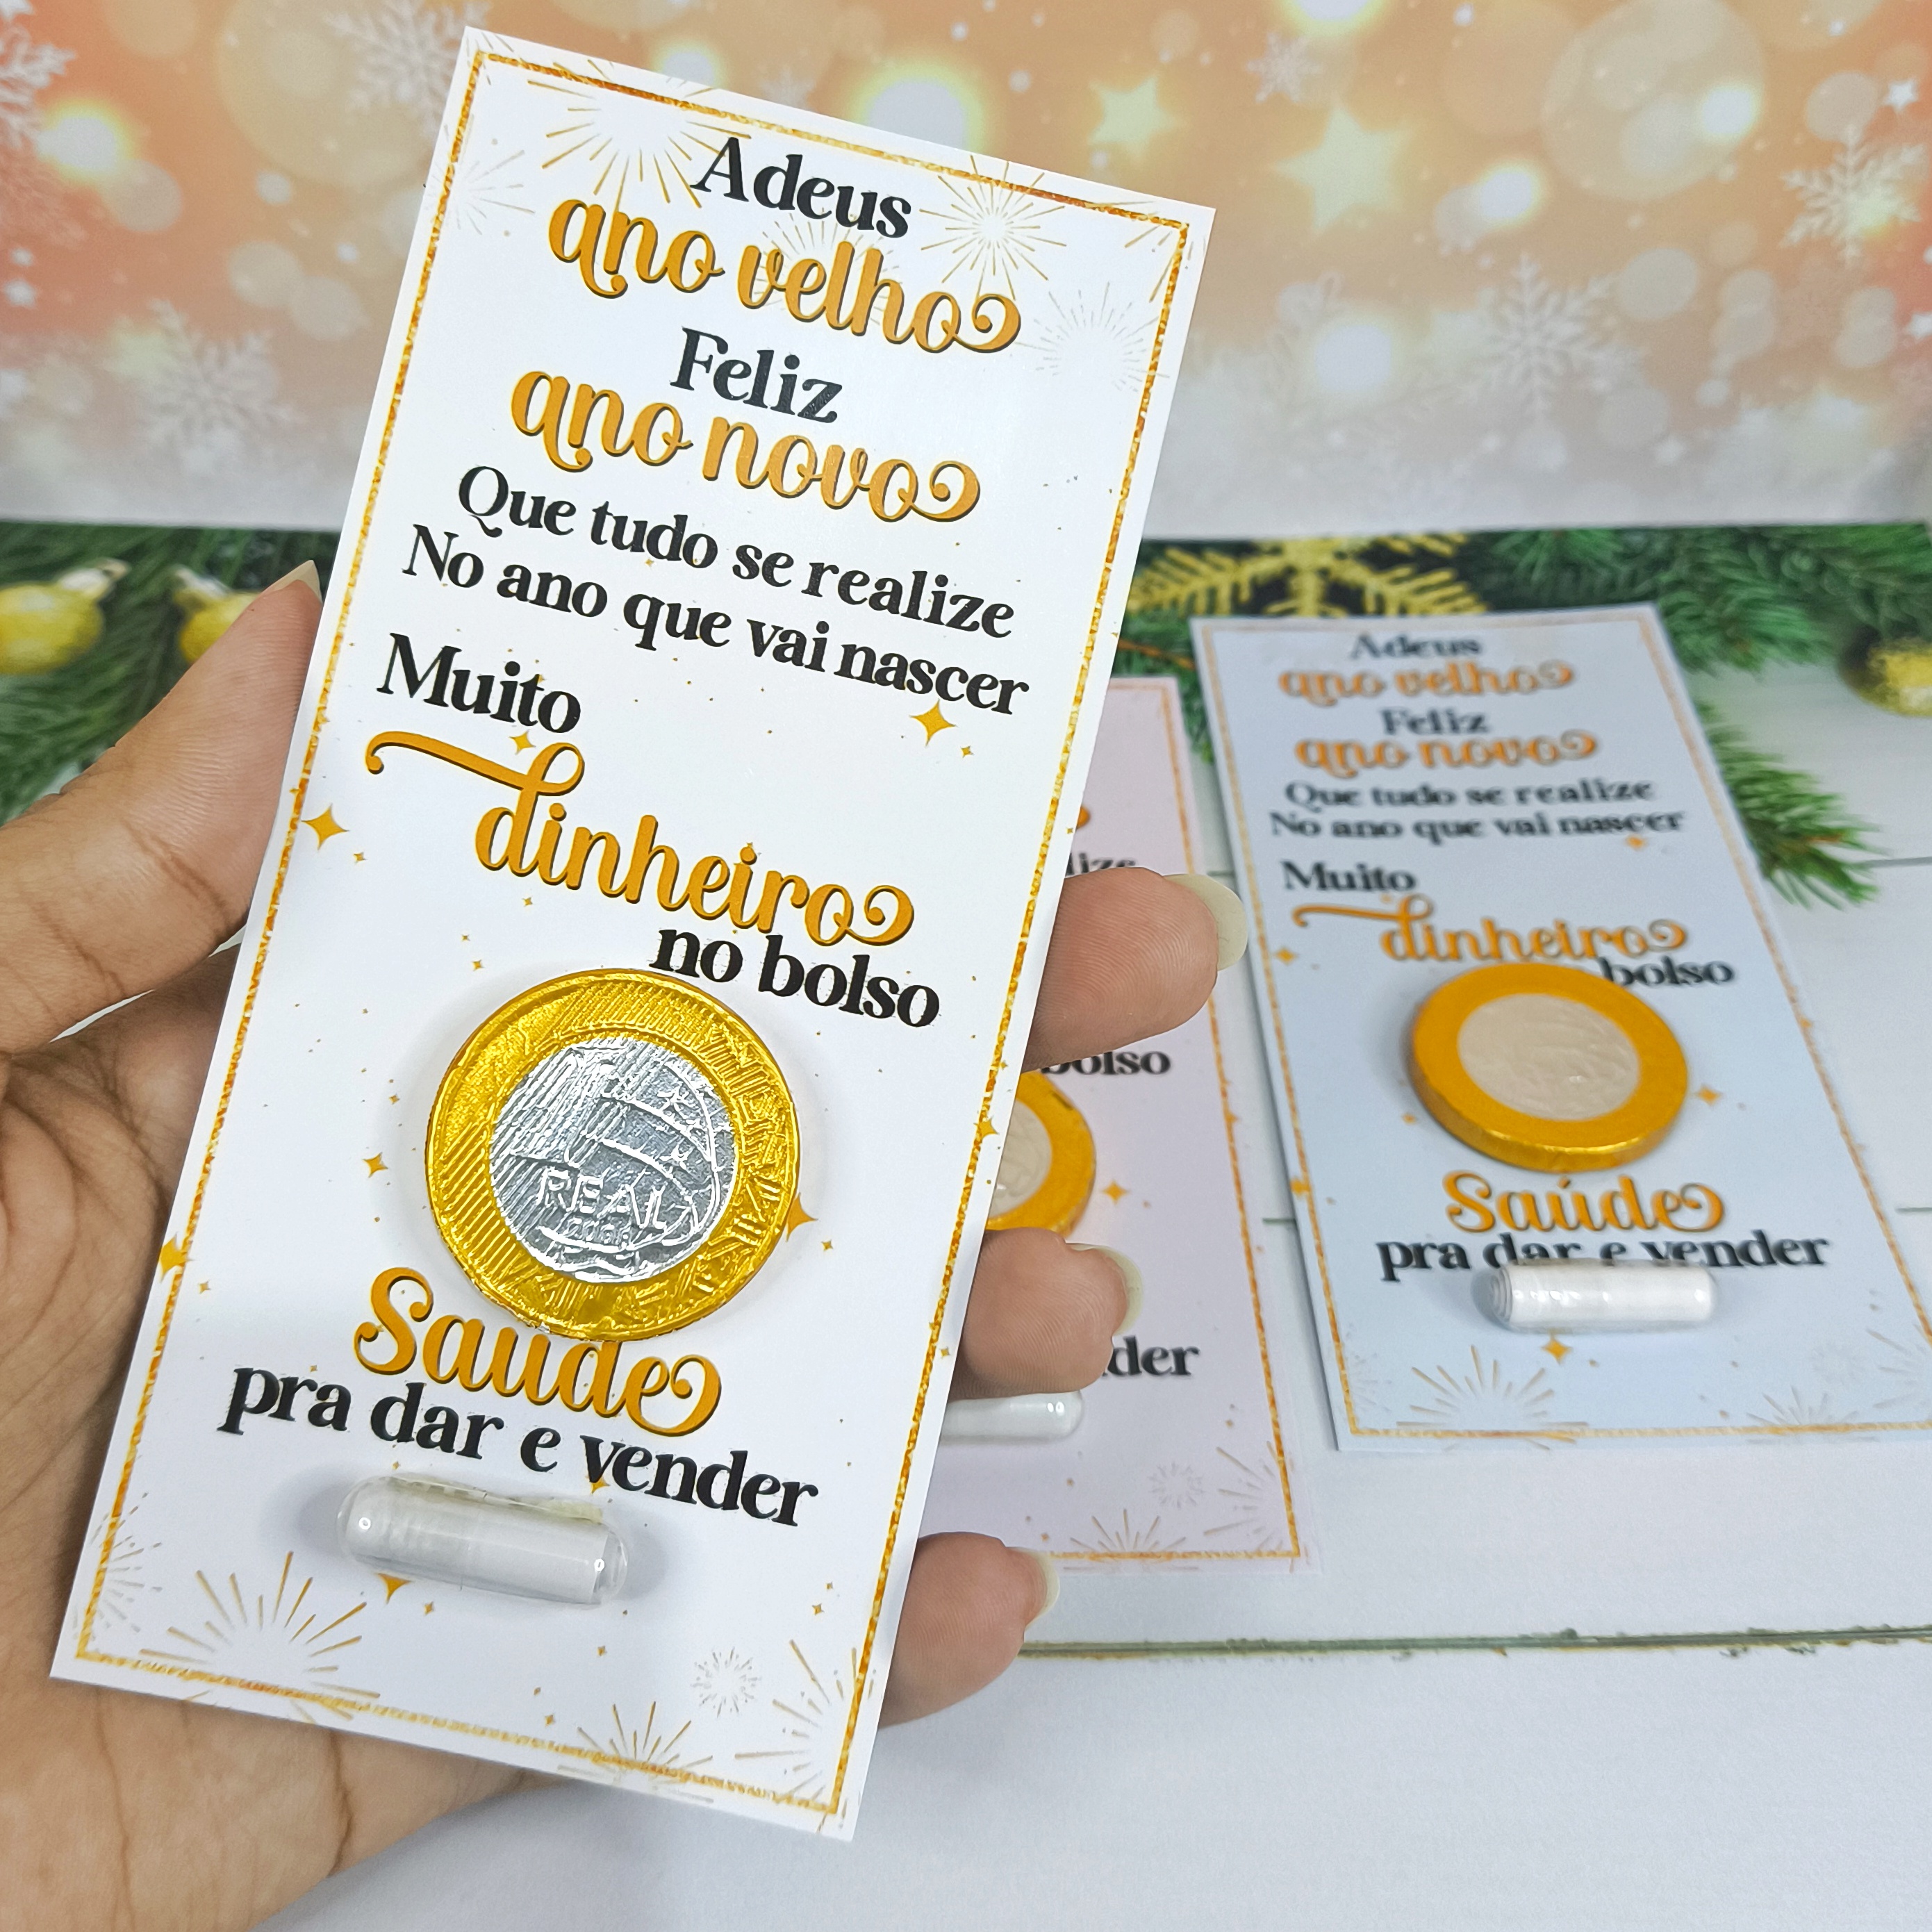 Adeus
ano velho
Feliz
ano novo
Que tudo se realize
No ano que vai nascer
Muito
dinheiro
no bolso
REAL
Saúde
pra dar e vender
lize
bolso
der
Adeus
ano velho
Feliz
ano novo
Que tudo se realize
No ano que vai nascer
Muito
dinheiro
bolso
Saúde
pra dar e vender